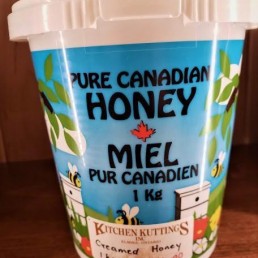 PURE CANADIAN
HONEY
MIEL
PUR CANADIEN
1 Kg
KITCHEN KUTTINGS
Creamed Honey